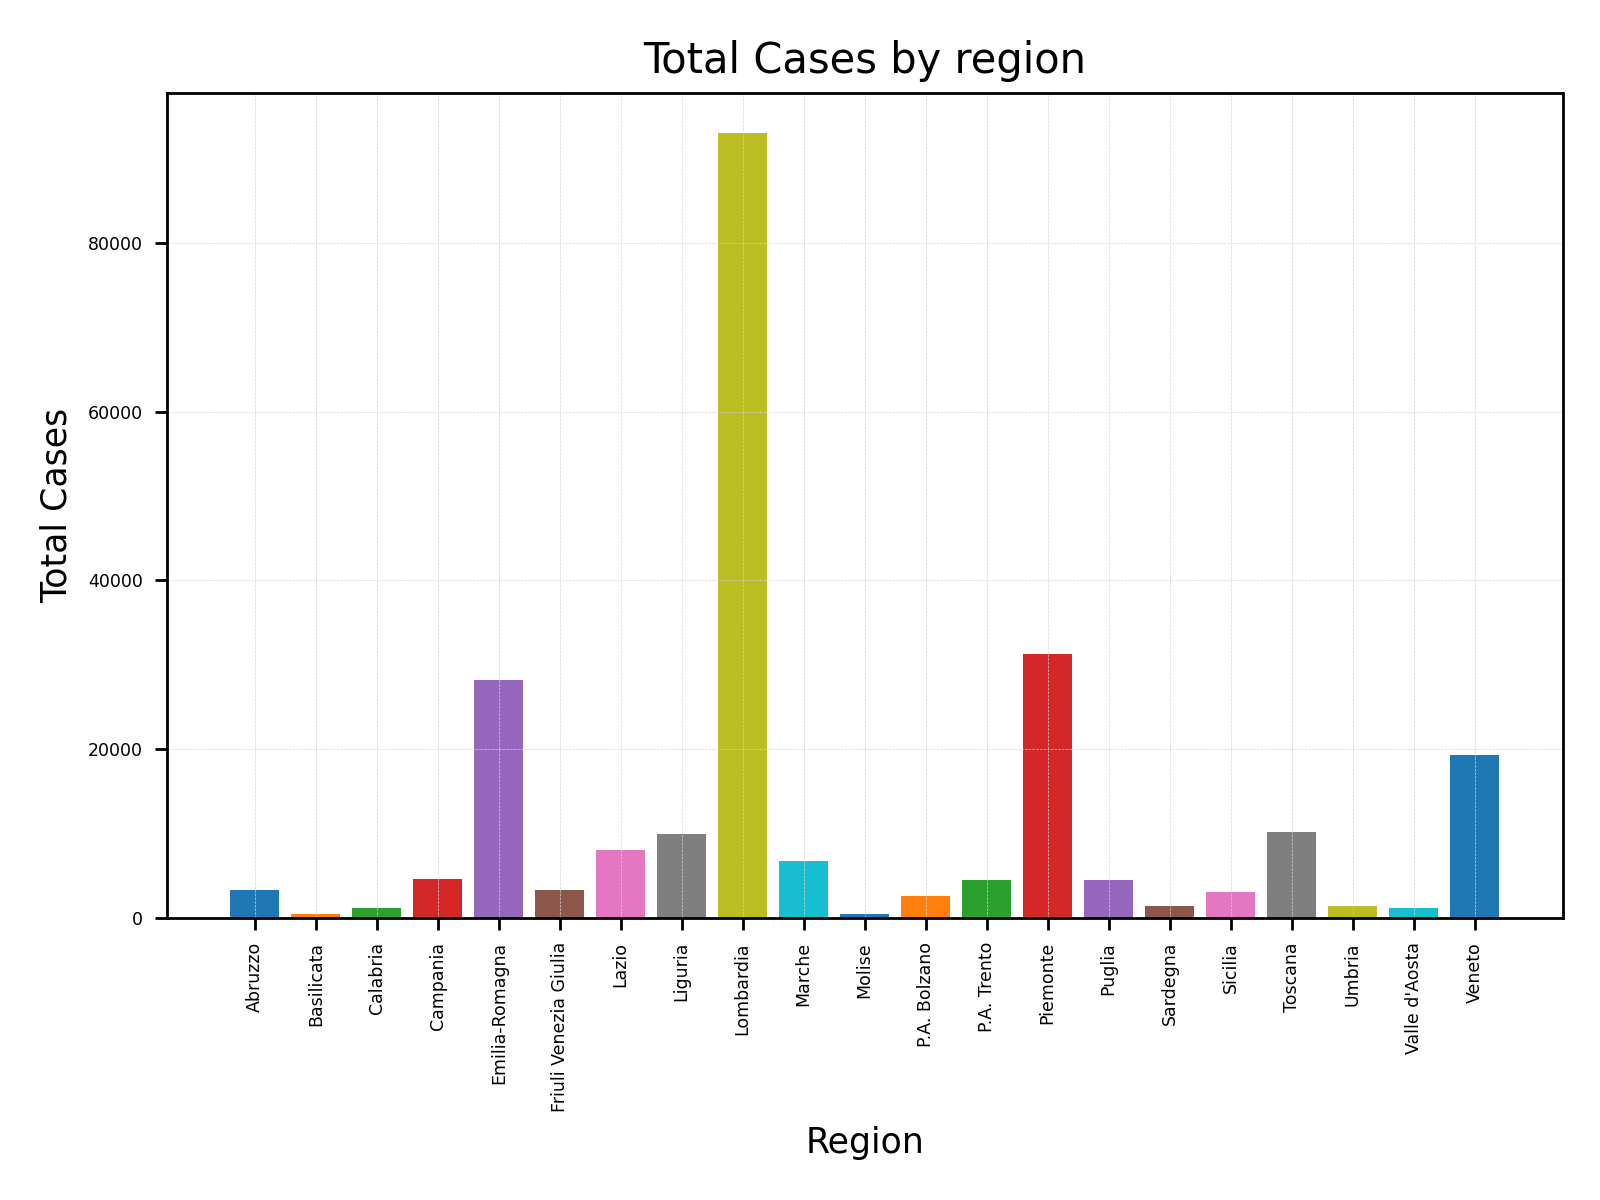 Total Cases by region
Total Cases
80000
60000
40000
20000
0
Abruzzo
Basilicata
Calabria
Campania
Emilia-Romagna
Friuli Venezia Giulia
Lazio
Liguria
Lombardia
Marche
Molise
P.A. Bolzano
P.A. Trento
Piemonte
Puglia
Sardegna
Sicilia
Toscana
Umbria
Valle d'Aosta
Veneto
Region